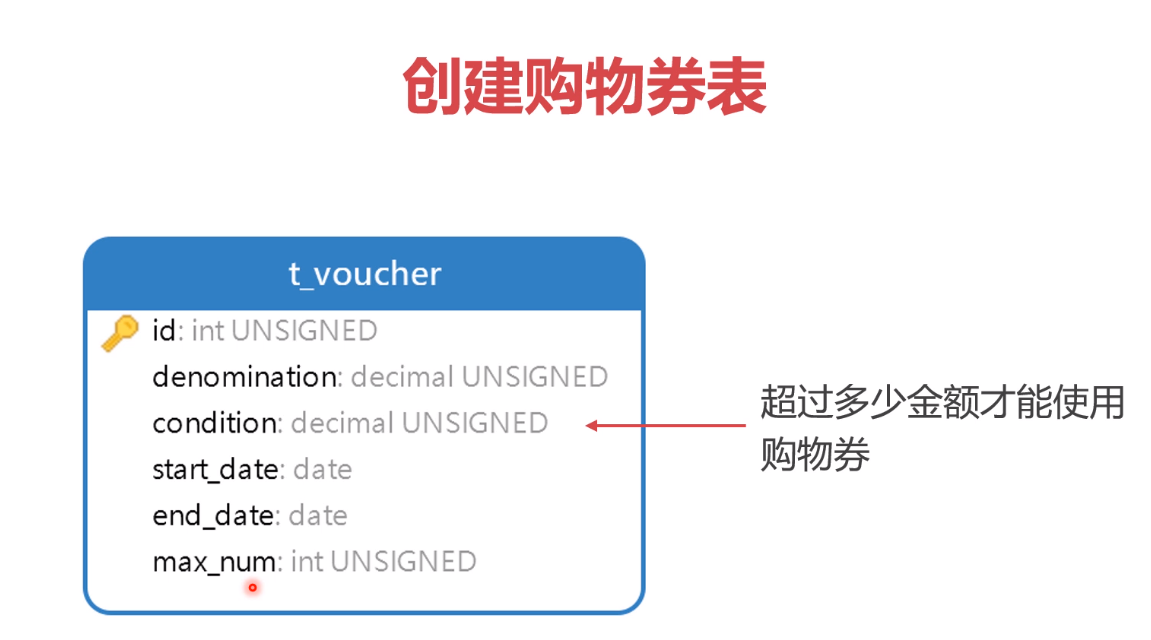 创建购物券表
t_voucher
id: int UNSIGNED
denomination: decimal UNSIGNED
condition: decimal UNSIGNED
start_date: date
end_date: date
max_num: int UNSIGNED
超过多少金额才能使用
购物券